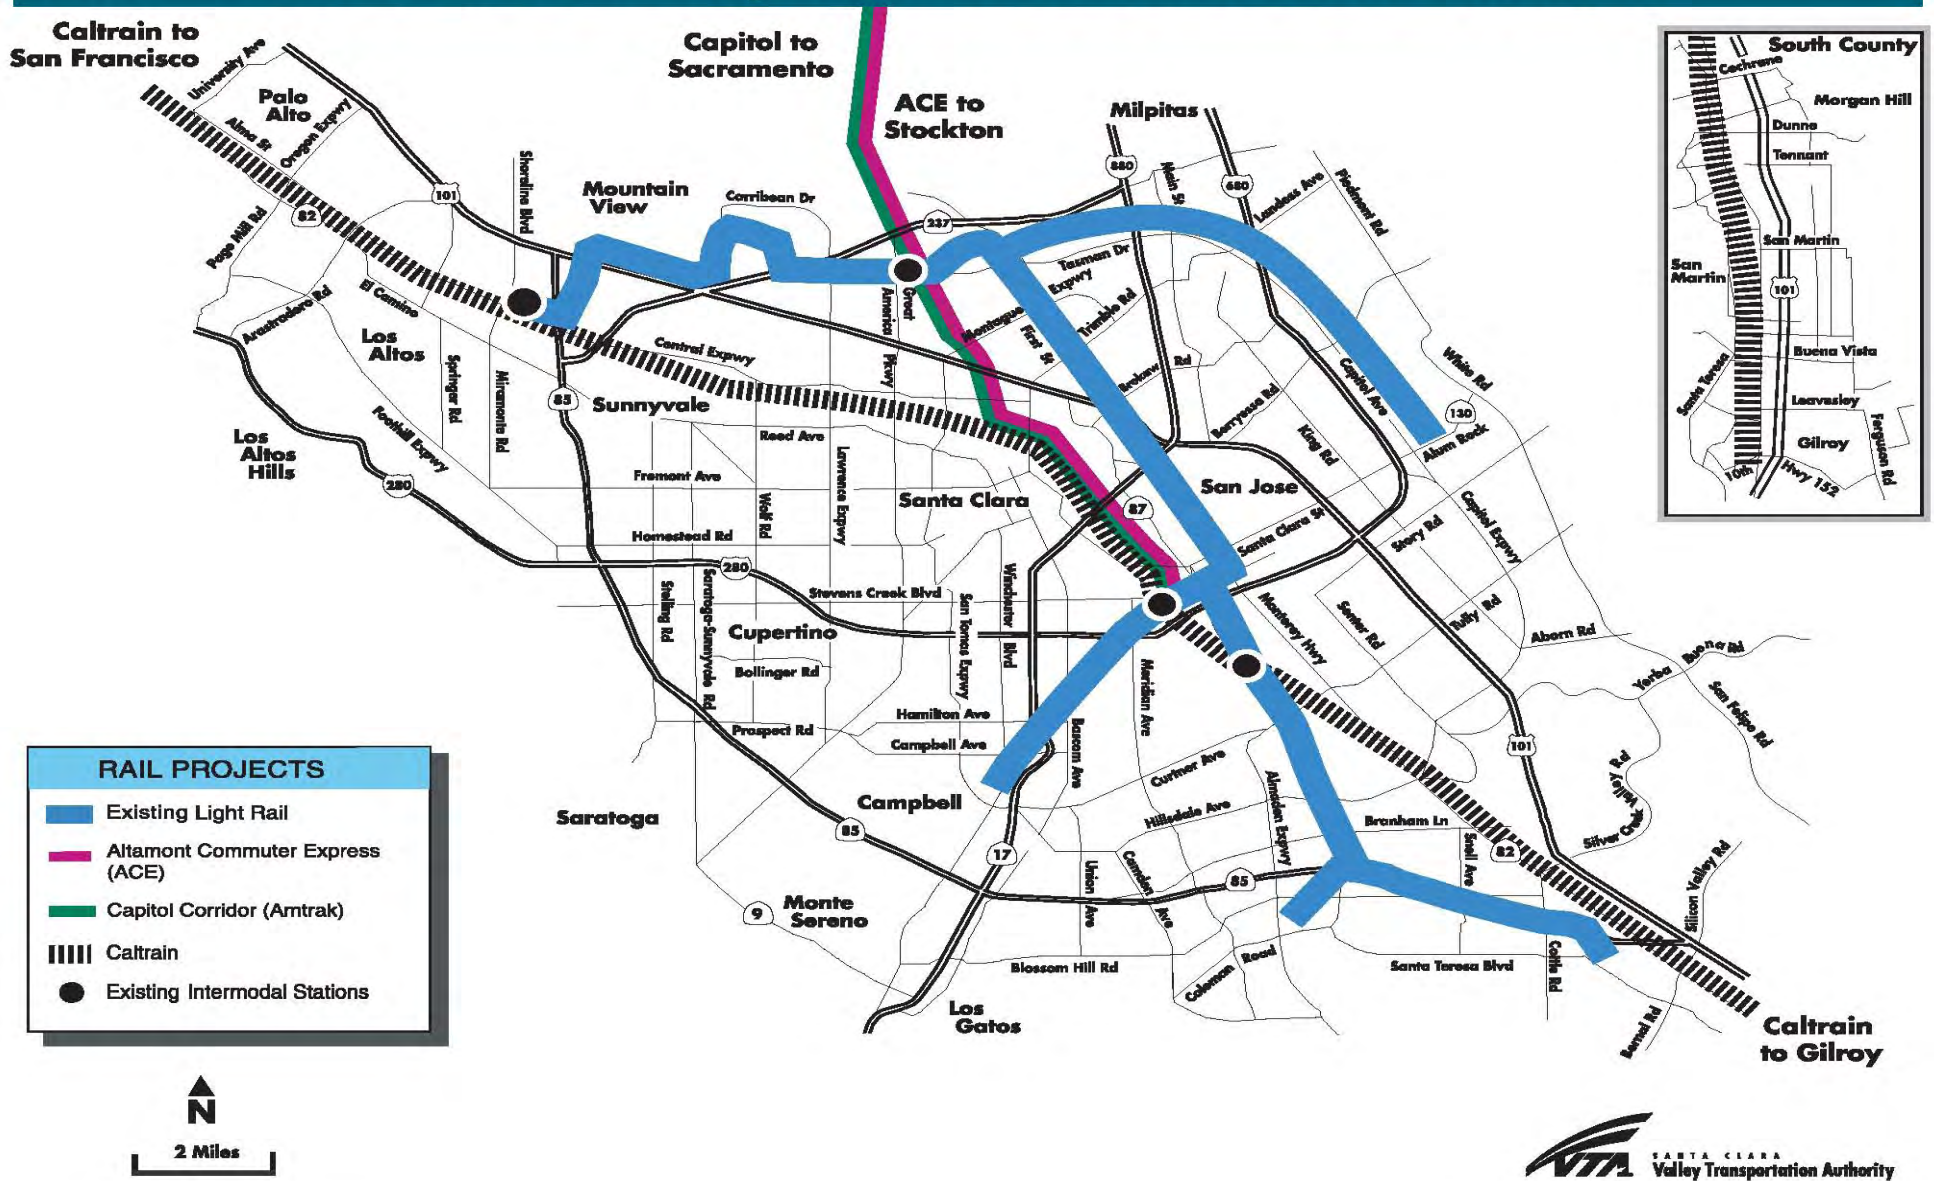 Caltrain to
San Francisco
University Ave
Palo
Alto
Alma St
Oregon Expwy
Page Mill Rd
82
101
Shoreline Blvd
Mountain
View
Carribean Dr
Capitol to
Sacramento
ACE to
Stockton
237
Milpitas
880
Main St
680
Landess Ave
Piedmont Rd
Tasman Dr
Great
America
Pkwy
Montague
Expwy
First St
Trimble Rd
Brokaw
Rd
Arastradero Rd
El Camino
Los
Altos
Springer Rd
Miramonte Rd
Foothill Expwy
Los
Altos
Hills
280
85
Central Expwy
Sunnyvale
Reed Ave
Fremont Ave
Wolf Rd
Lawrence Expwy
Homestead Rd
280
Santa Clara
87
San Jose
Berryessa Rd
King Rd
Capitol Ave
White Rd
130
Alum Rock
Santa Clara St
Story Rd
Capitol Expwy
Stelling Rd
Saratoga-Sunnyvale Rd
Stevens Creek Blvd
San Tomas Expwy
Winchester
Blvd
Cupertino
Bollinger Rd
Prospect Rd
Hamilton Ave
Campbell Ave
Bascom Ave
Meridian Ave
Monterey Hwy
Senter Rd
Tully Rd
Aborn Rd
Yerba
Buena Rd
San Felipe Rd
101
Silver Creek
Valley Rd
Curtner Ave
Hillsdale Ave
Almaden Expwy
Branham Ln
Snell Ave
82
Silicon Valley Rd
Saratoga
Campbell
85
17
Monte
Sereno
9
Union
Ave
Camden
Ave
85
Blossom Hill Rd
Coleman
Road
Santa Teresa Blvd
Cottle Rd
Bernal Rd
Los
Gatos
Caltrain
to Gilroy
South County
Cochrane
Morgan Hill
Dunne
Tennant
San Martin
San
Martin
101
Buena Vista
Santa Teresa
Leavesley
Gilroy
Ferguson Rd
10th
Hwy 152
RAIL PROJECTS
Existing Light Rail
Altamont Commuter Express
(ACE)
Capitol Corridor (Amtrak)
Caltrain
Existing Intermodal Stations
N
2 Miles
VTA
SANTA CLARA
Valley Transportation Authority